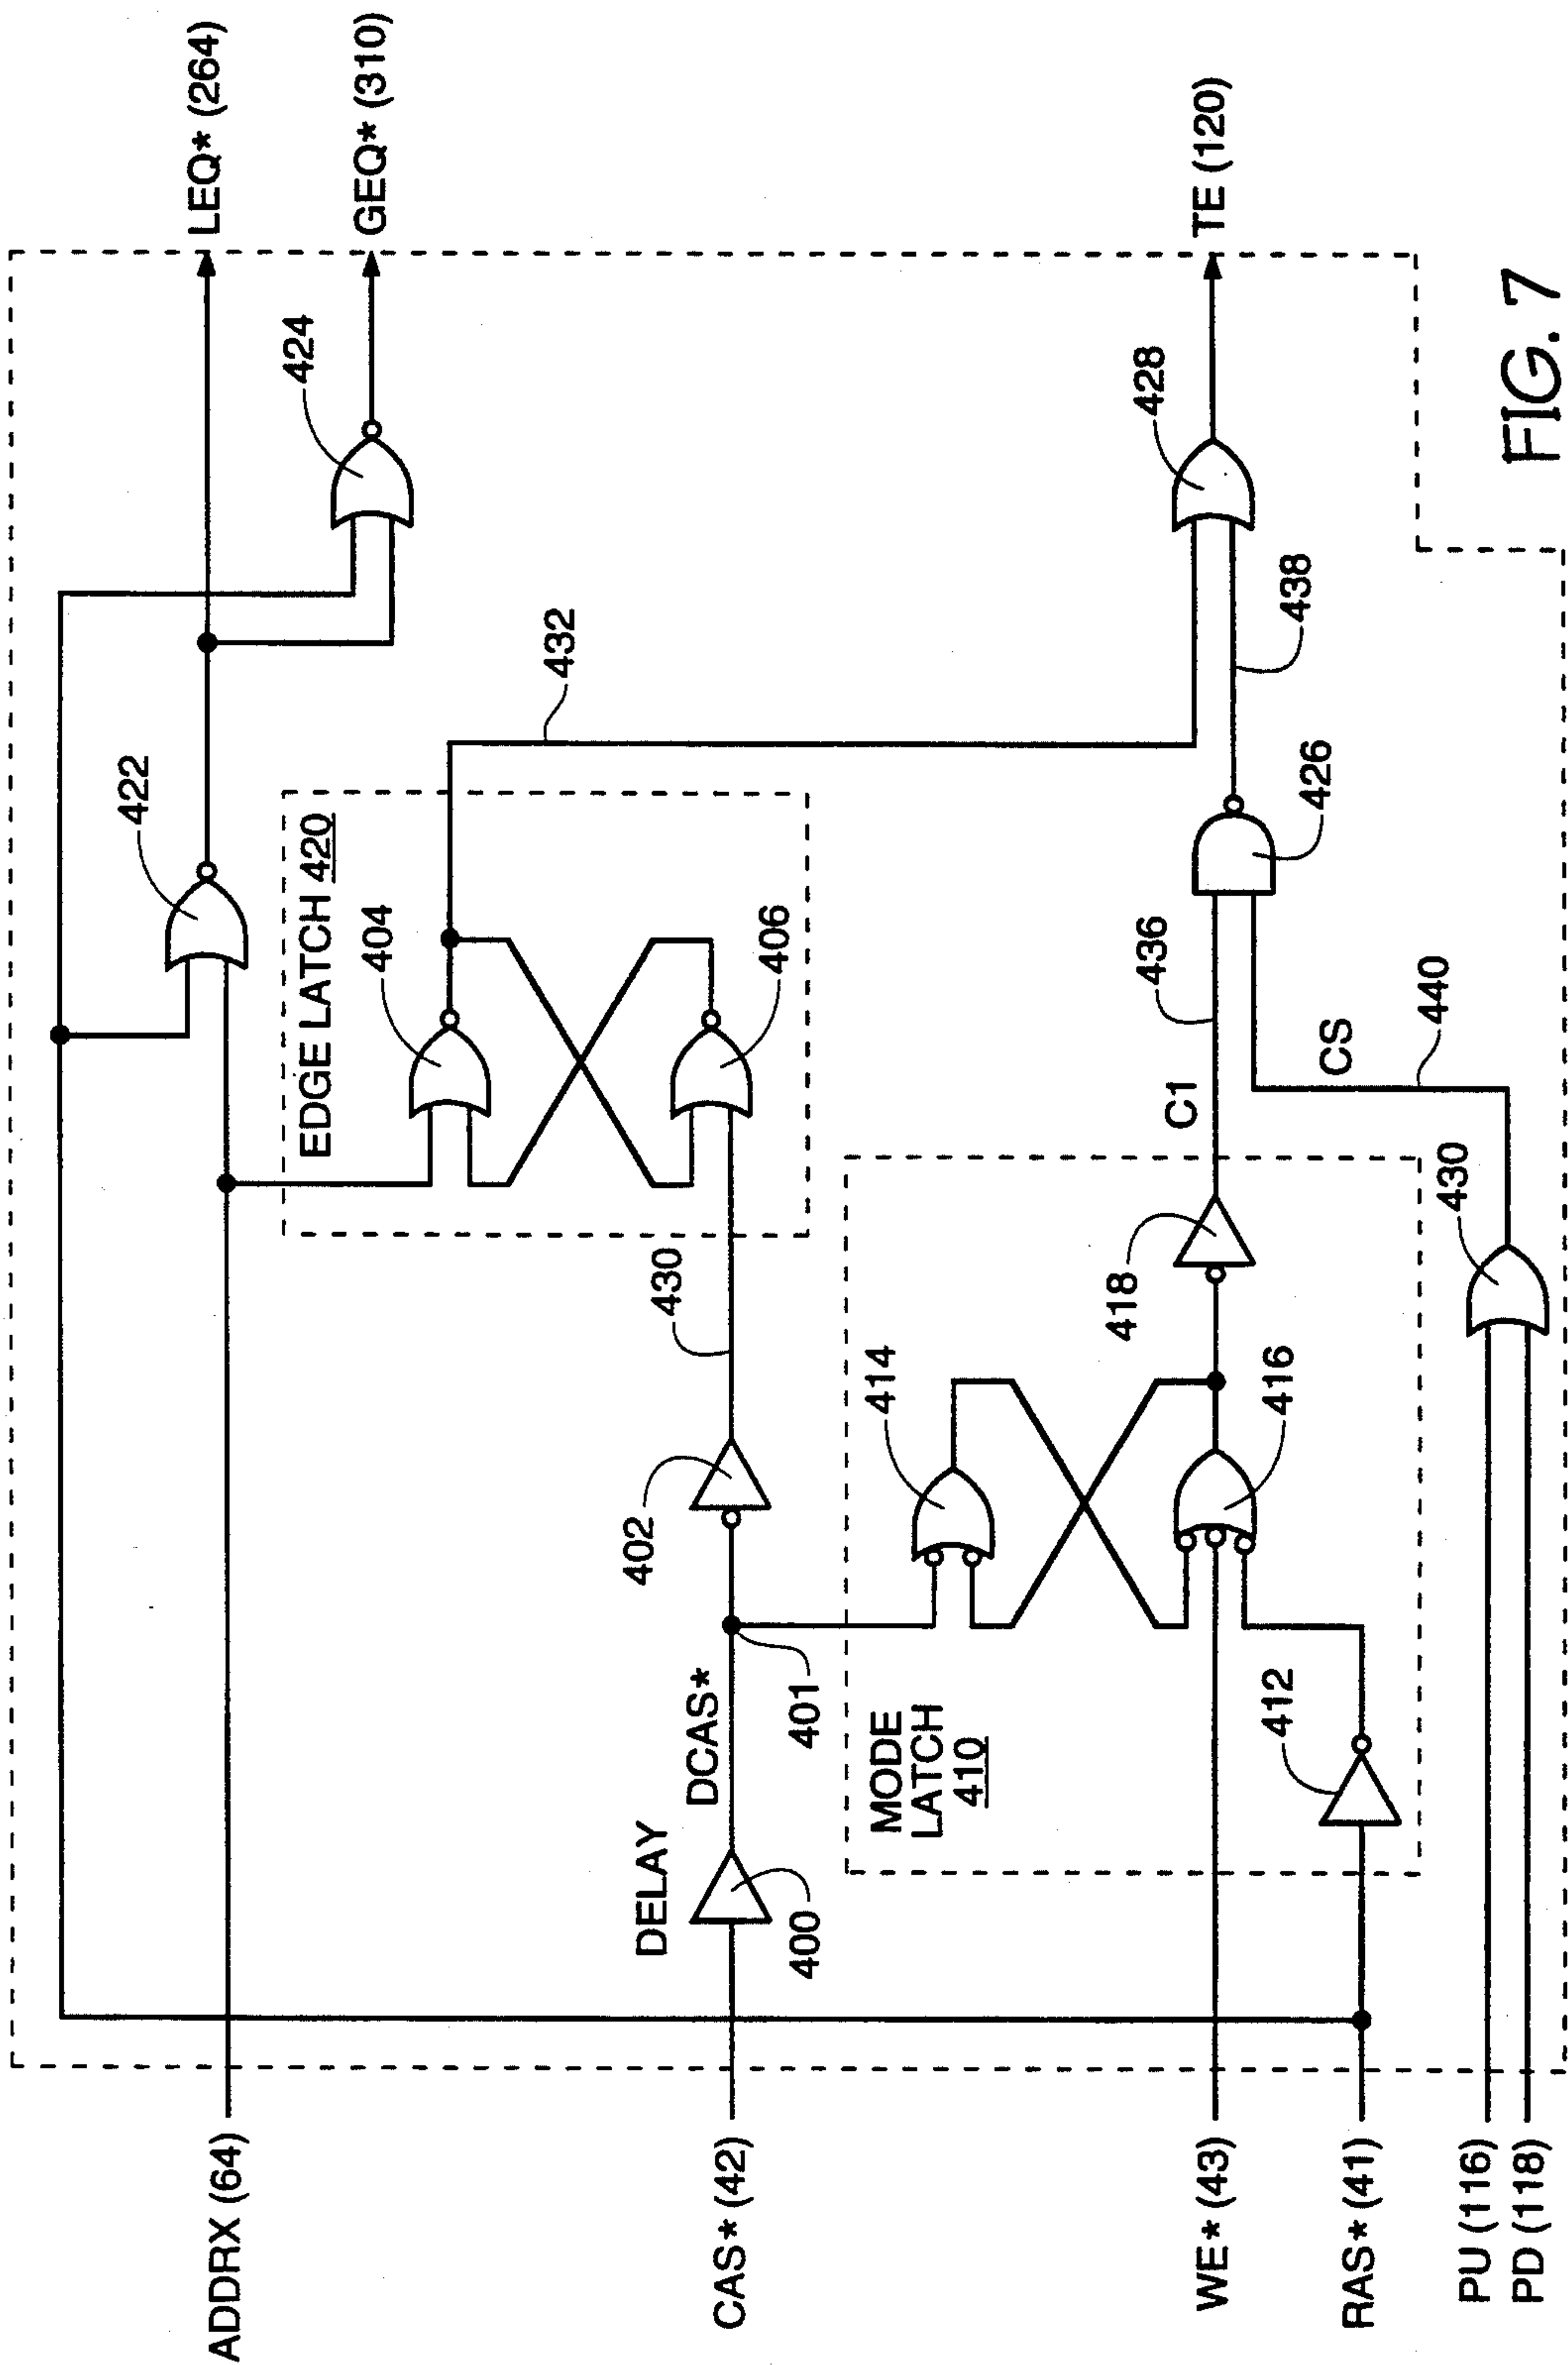 LEQ* (264)
GEQ* (310)
424
422
EDGE LATCH 420
404
406
432
TE (120)
428
438
426
436
C1
CS
440
430
430
418
414
416
402
DCAS*
401
DELAY
400
MODE
LATCH
410
412
ADDRX (64)
CAS* (42)
WE* (43)
RAS* (41)
PU (116)
PD (118)
FIG. 7